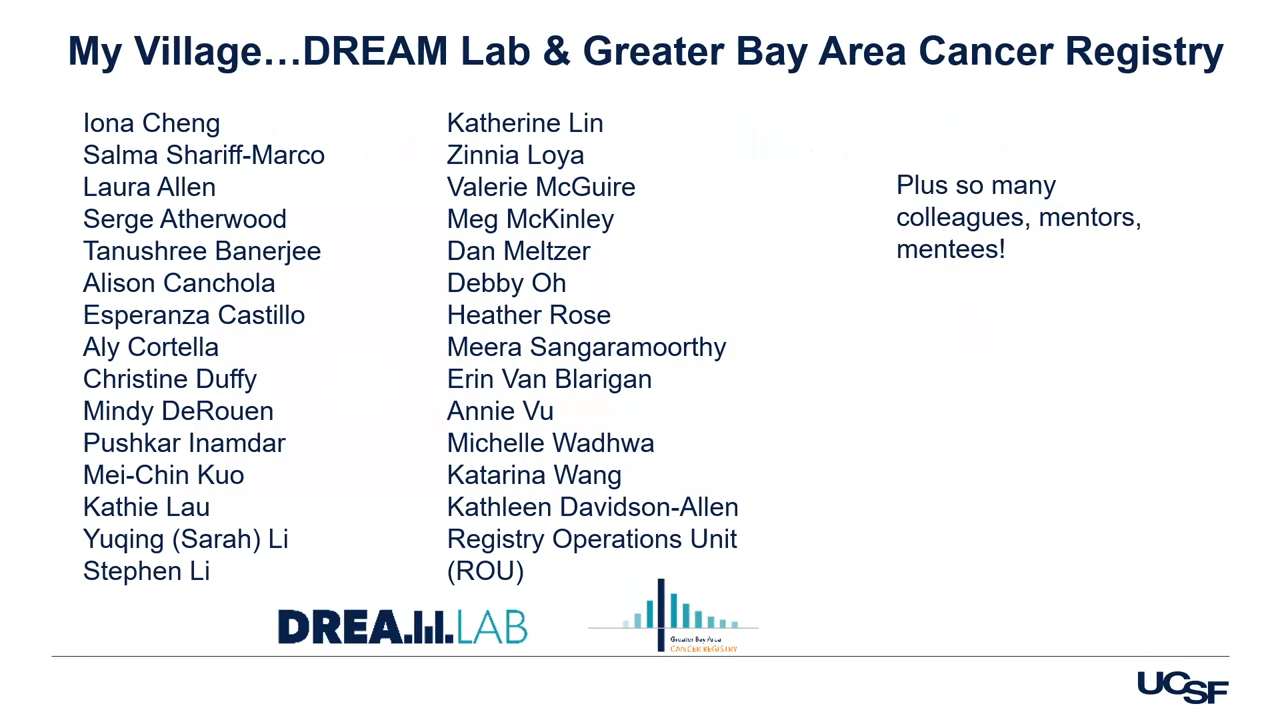 My Village…DREAM Lab & Greater Bay Area Cancer Registry
Iona Cheng
Salma Shariff-Marco
Laura Allen
Serge Atherwood
Tanushree Banerjee
Alison Canchola
Esperanza Castillo
Aly Cortella
Christine Duffy
Mindy DeRouen
Pushkar Inamdar
Mei-Chin Kuo
Kathie Lau
Yuqing (Sarah) Li
Stephen Li
Katherine Lin
Zinnia Loya
Valerie McGuire
Meg McKinley
Dan Meltzer
Debby Oh
Heather Rose
Meera Sangaramoorthy
Erin Van Blarigan
Annie Vu
Michelle Wadhwa
Katarina Wang
Kathleen Davidson-Allen
Registry Operations Unit
(ROU)
Plus so many
colleagues, mentors,
mentees!
DREAM LAB
Greater Bay Area
CANCER REGISTRY
UCSF